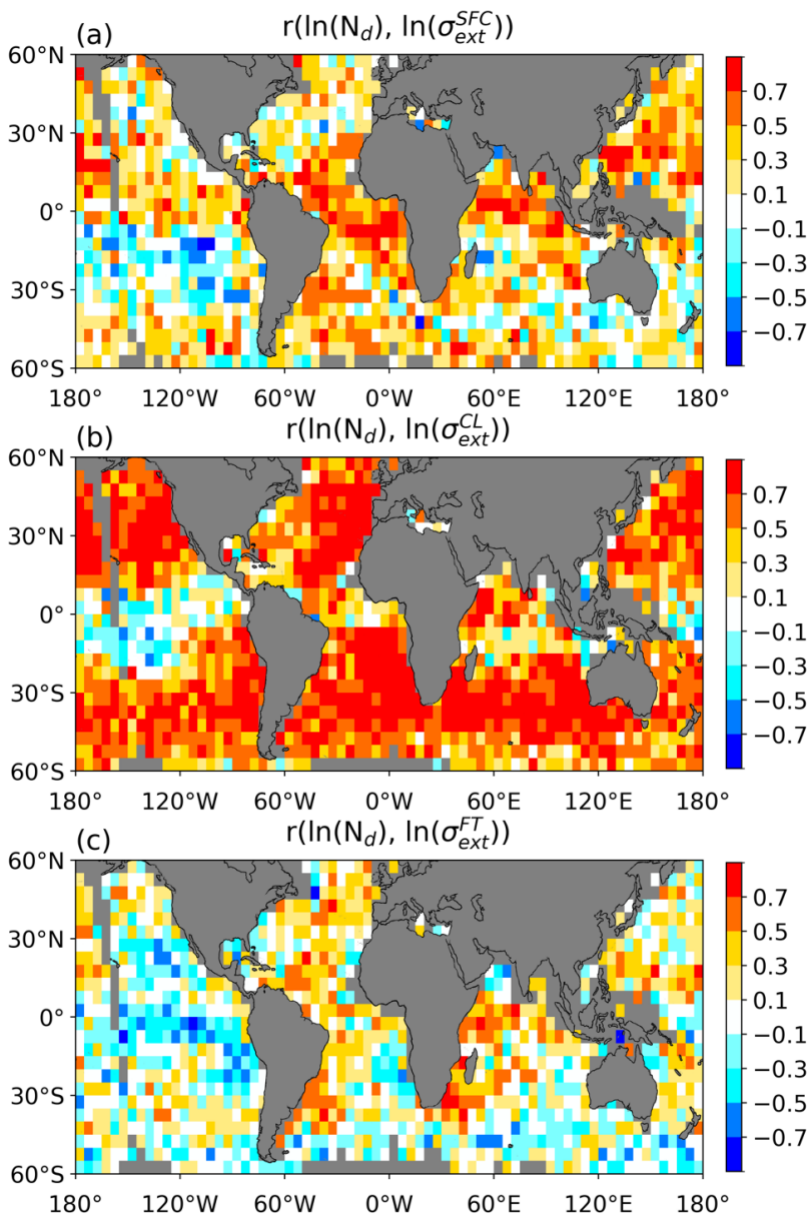 (a) r(ln(N_d), ln(σ_ext^SFC))
60°N
30°N
0°
30°S
60°S
180° 120°W 60°W 0°W 60°E 120°E 180°
0.7
0.5
0.3
0.1
−0.1
−0.3
−0.5
−0.7
(b) r(ln(N_d), ln(σ_ext^CL))
60°N
30°N
0°
30°S
60°S
180° 120°W 60°W 0°W 60°E 120°E 180°
0.7
0.5
0.3
0.1
−0.1
−0.3
−0.5
−0.7
(c) r(ln(N_d), ln(σ_ext^FT))
60°N
30°N
0°
30°S
60°S
180° 120°W 60°W 0°W 60°E 120°E 180°
0.7
0.5
0.3
0.1
−0.1
−0.3
−0.5
−0.7